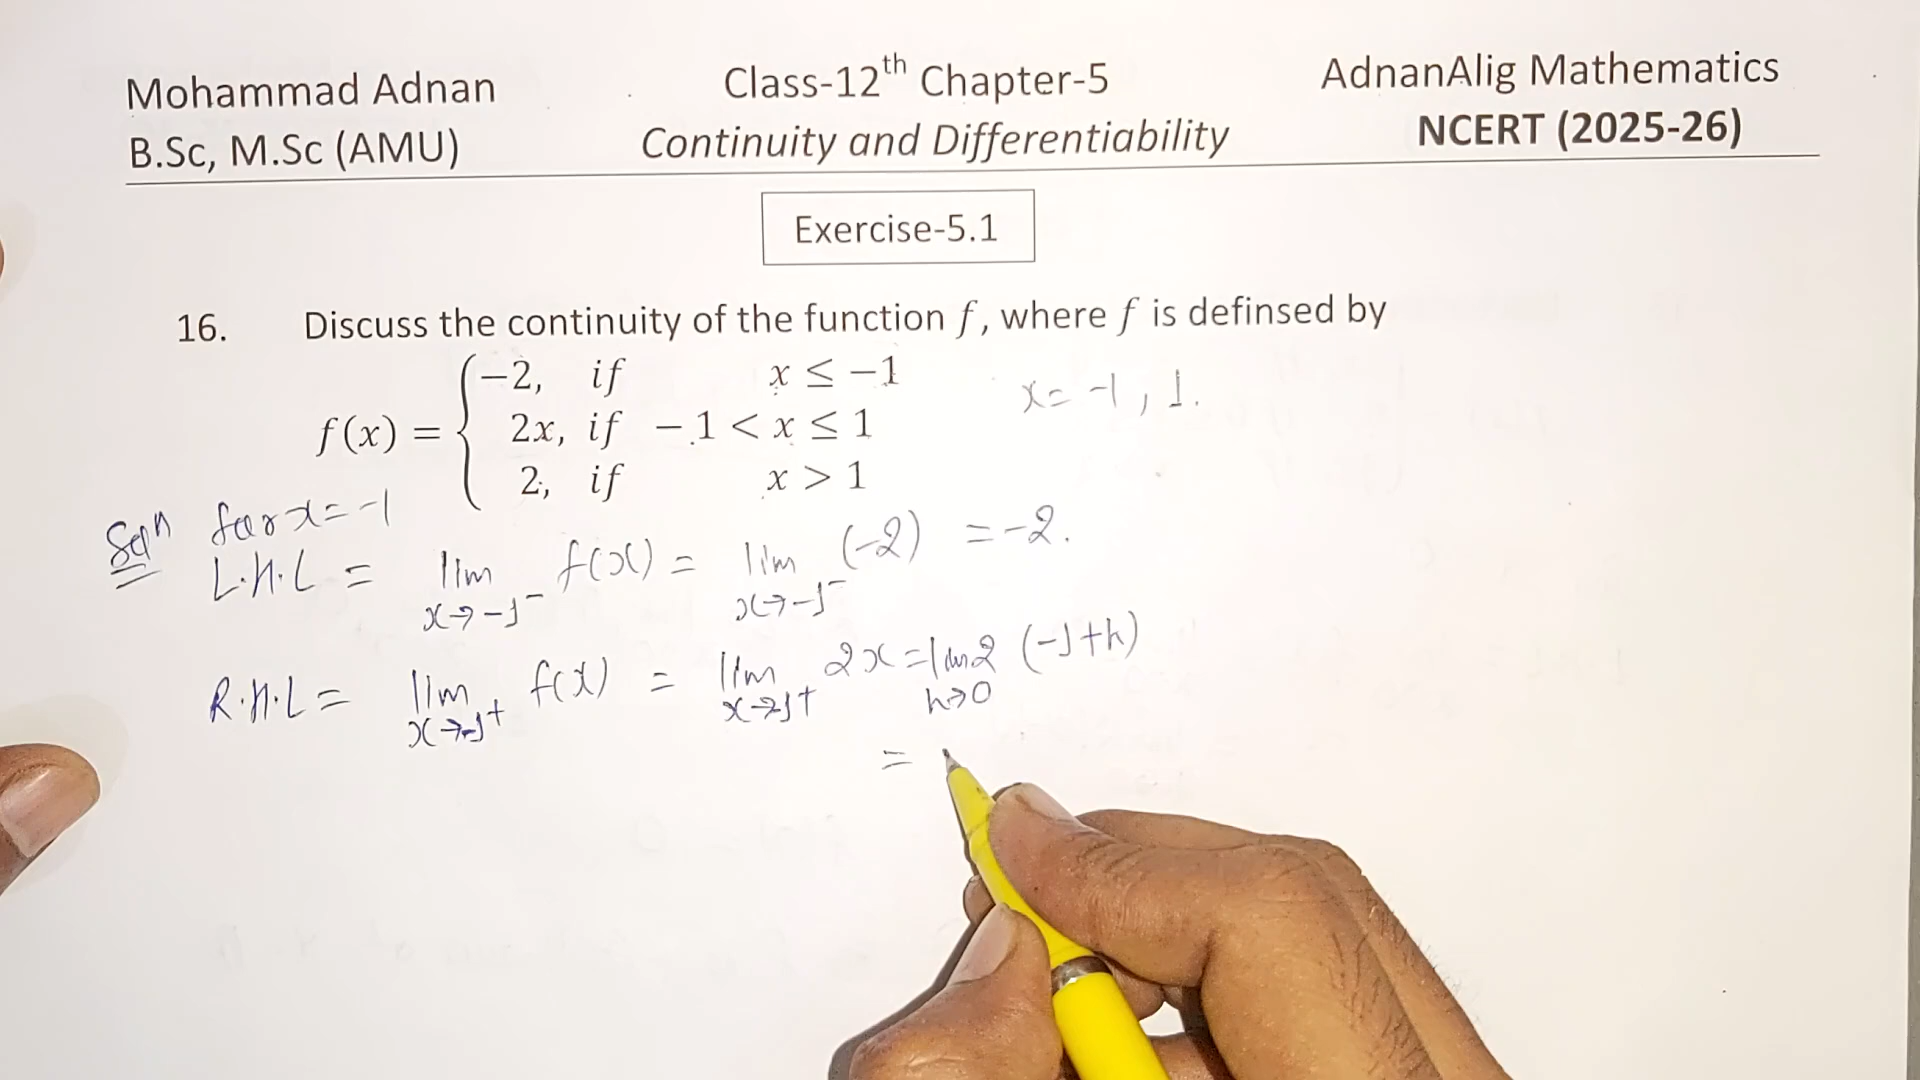 Mohammad Adnan
B.Sc, M.Sc (AMU)
Class-12th Chapter-5
Continuity and Differentiability
AdnanAlig Mathematics
NCERT (2025-26)
Exercise-5.1
16. Discuss the continuity of the function f, where f is definsed by
f(x) = { −2, if x ≤ −1
2x, if −1 < x ≤ 1
2, if x > 1
x = -1, 1.
Solⁿ for x = -1
L.H.L = lim x→-1⁻ f(x) = lim x→-1⁻ (-2) = -2.
R.H.L = lim x→-1⁺ f(x) = lim x→-1⁺ 2x = lim h→0 2 (-1+h)
=